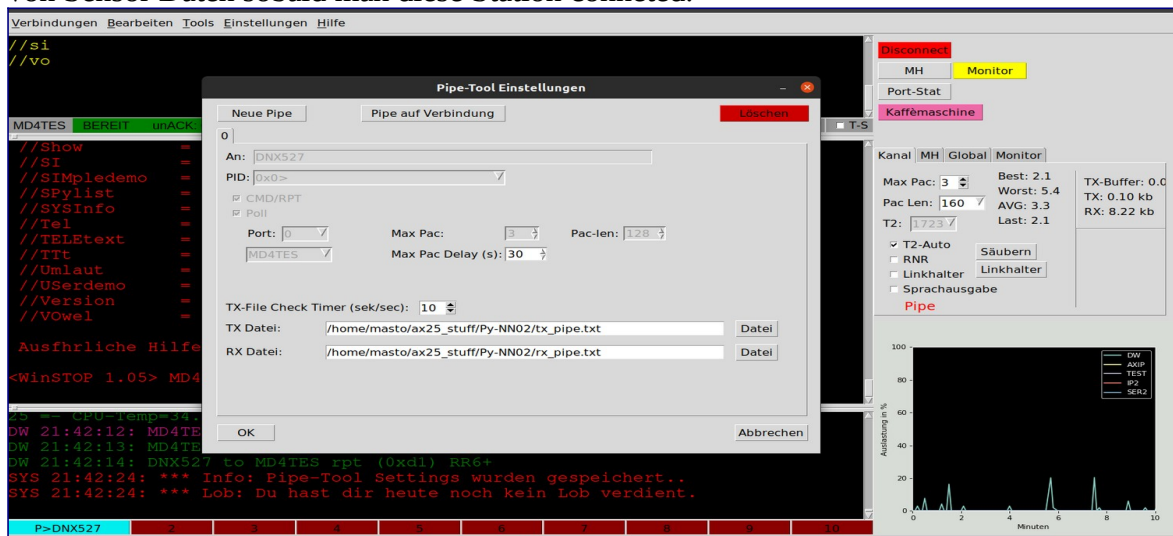 Verbindungen Bearbeiten Tools Einstellungen Hilfe
//si
//vo
MD4TES BEREIT unACK
T-S
//Show =
//SI =
//SIMpledemo =
//SPylist =
//SYSInfo =
//Tel =
//TELEtext =
//TTt =
//Umlaut =
//USerdemo =
//Version =
//VOwel =
Ausfhrliche Hilfe
<WinSTOP 1.05> MD4
Pipe-Tool Einstellungen
Neue Pipe Pipe auf Verbindung Löschen
0
An: DNX527
PID: 0x0>
CMD/RPT
Poll
Port: 0 Max Pac: 3 Pac-len: 128
MD4TES Max Pac Delay (s): 30
TX-File Check Timer (sek/sec): 10
TX Datei: /home/masto/ax25_stuff/Py-NN02/tx_pipe.txt Datei
RX Datei: /home/masto/ax25_stuff/Py-NN02/rx_pipe.txt Datei
OK Abbrechen
25 =- CPU-Temp=34.
DW 21:42:12: MD4TE
DW 21:42:13: MD4TE
DW 21:42:14: DNX527 to MD4TES rpt (0xd1) RR6+
SYS 21:42:24: *** Info: Pipe-Tool Settings wurden gespeichert..
SYS 21:42:24: *** Lob: Du hast dir heute noch kein Lob verdient.
P>DNX527 2 3 4 5 6 7 8 9 10
Disconnect
MH Monitor
Port-Stat
Kaffèmaschine
Kanal MH Global Monitor
Max Pac: 3
Pac Len: 160
T2: 1723
Best: 2.1
Worst: 5.4
AVG: 3.3
Last: 2.1
TX-Buffer: 0.0
TX: 0.10 kb
RX: 8.22 kb
T2-Auto
RNR
Linkhalter
Sprachausgabe
Säubern
Linkhalter
Pipe
DW
AXIP
TEST
IP2
SER2
Auslastung in %
100
80
60
40
20
0
0 2 4 6 8 10
Minuten